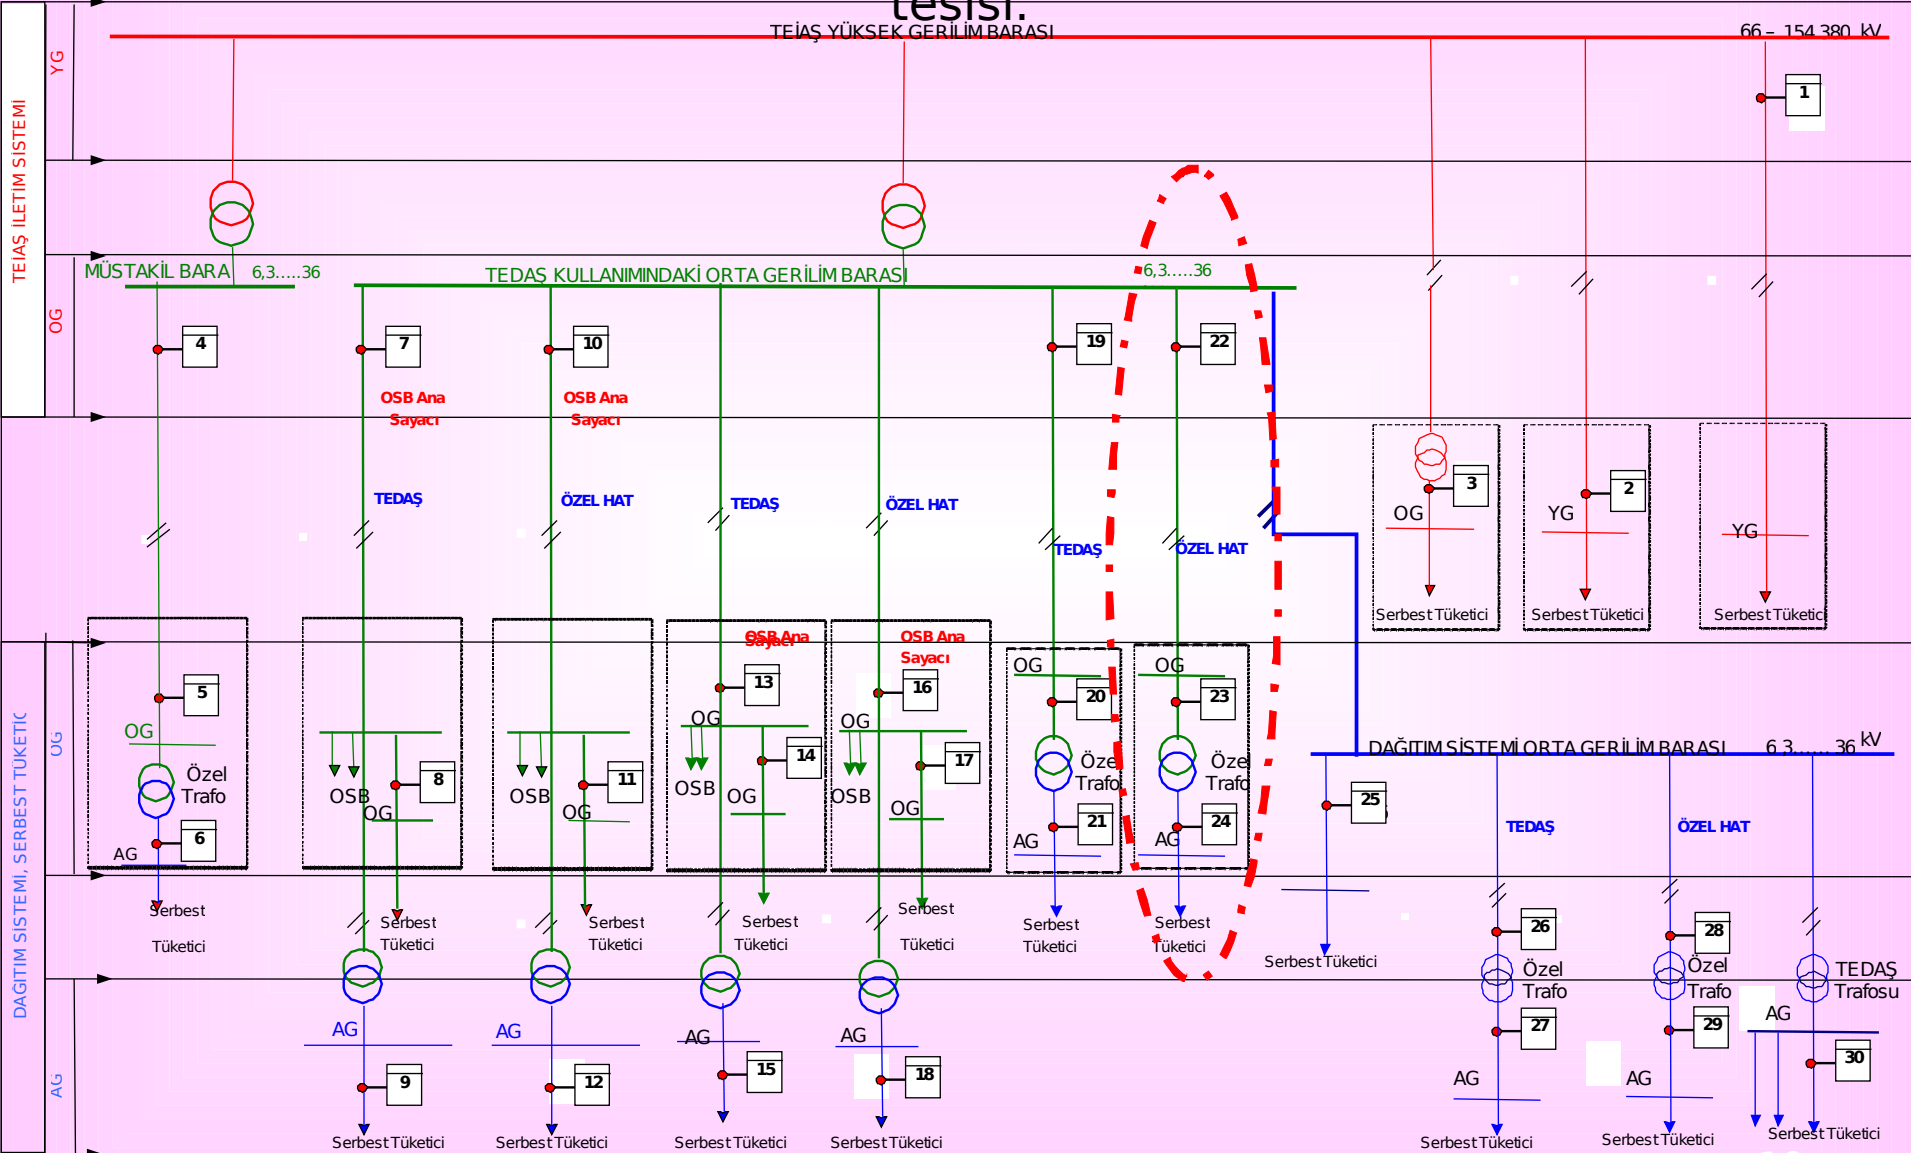 tesisi.
TEİAŞ YÜKSEK GERİLİM BARASI
66 – 154 380 kV
YG
1
TEİAŞ İLETİM SİSTEMİ
MÜSTAKİL BARA 6,3.....36
TEDAŞ KULLANIMINDAKİ ORTA GERİLİM BARASI
6,3.....36
OG
4
7
10
19
22
OSB Ana
Sayacı
OSB Ana
Sayacı
TEDAŞ
ÖZEL HAT
TEDAŞ
ÖZEL HAT
TEDAŞ
ÖZEL HAT
3
OG
Serbest Tüketici
2
YG
Serbest Tüketici
YG
Serbest Tüketici
OSB Ana
Sayacı
OSB Ana
Sayacı
DAĞITIM SİSTEMİ, SERBEST TÜKETİC
OG
5
OG
Özel
Trafo
6
AG
Serbest
Tüketici
OSB
8
OG
Serbest
Tüketici
OSB
11
OG
Serbest
Tüketici
13
OG
14
OSB
OG
Serbest
Tüketici
16
OG
17
OSB
OG
Serbest
Tüketici
OG
20
Özel
Trafo
21
AG
Serbest
Tüketici
OG
23
Özel
Trafo
24
AG
Serbest
Tüketici
DAĞITIM SİSTEMİ ORTA GERİLİM BARASI 6 3...... 36 kV
25
Serbest Tüketici
TEDAŞ
ÖZEL HAT
26
Özel
Trafo
27
AG
Serbest Tüketici
28
Özel
Trafo
29
AG
Serbest Tüketici
TEDAŞ
Trafosu
AG
30
Serbest Tüketici
AG
AG
9
Serbest Tüketici
AG
12
Serbest Tüketici
AG
15
Serbest Tüketici
AG
18
Serbest Tüketici